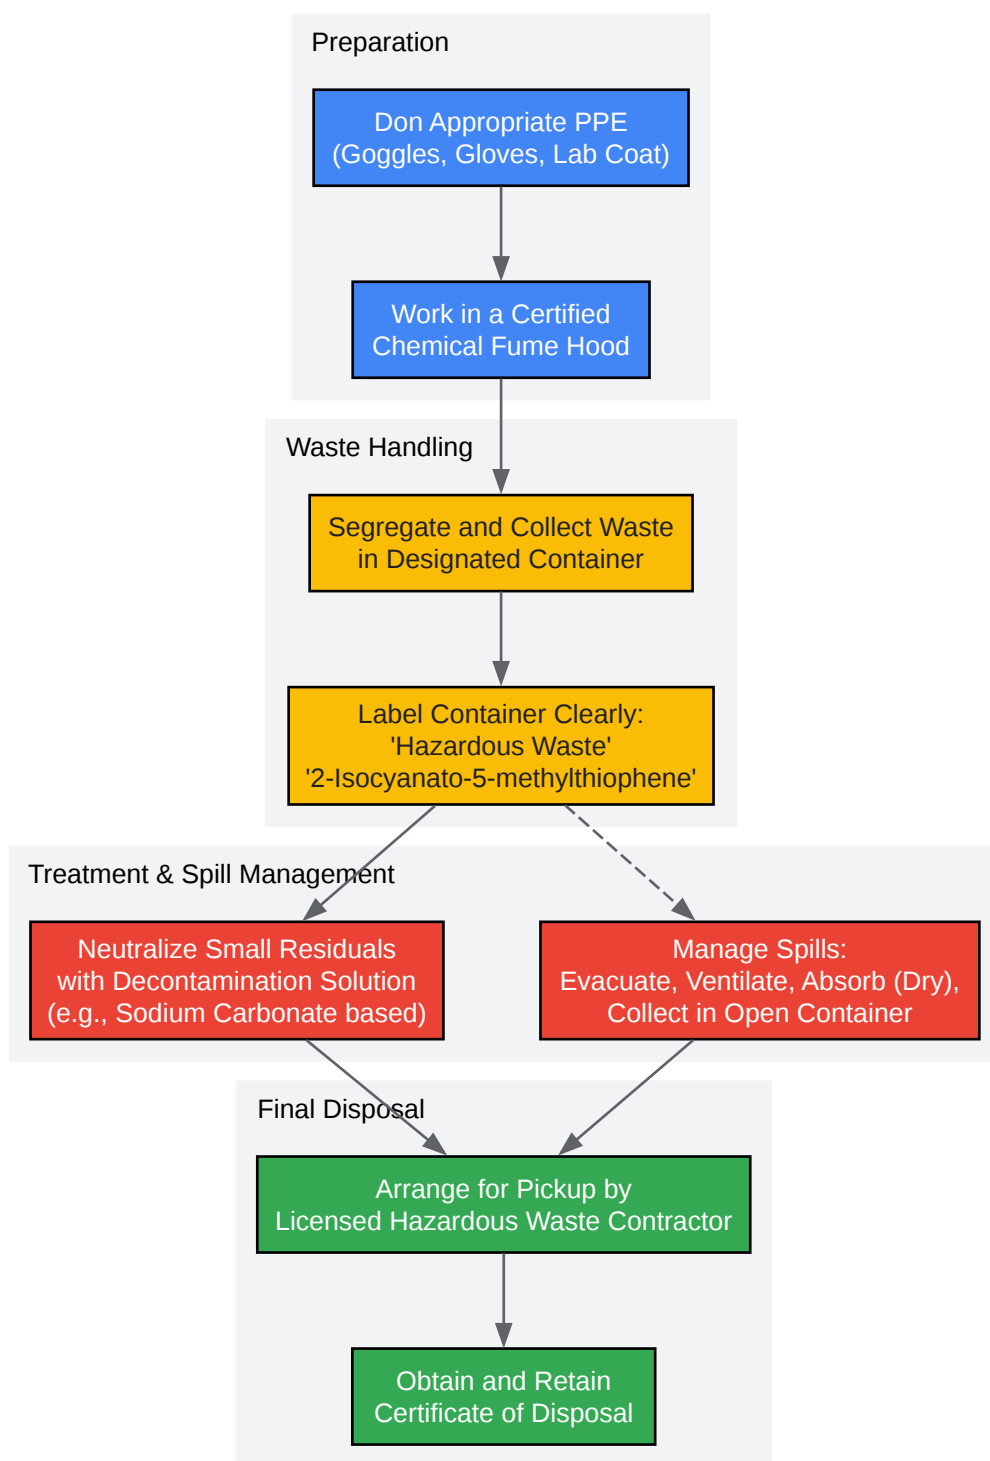 Preparation
Don Appropriate PPE
(Goggles, Gloves, Lab Coat)
Work in a Certified
Chemical Fume Hood
Waste Handling
Segregate and Collect Waste
in Designated Container
Label Container Clearly:
'Hazardous Waste'
'2-Isocyanato-5-methylthiophene'
Treatment & Spill Management
Neutralize Small Residuals
with Decontamination Solution
(e.g., Sodium Carbonate based)
Manage Spills:
Evacuate, Ventilate, Absorb (Dry),
Collect in Open Container
Final Disposal
Arrange for Pickup by
Licensed Hazardous Waste Contractor
Obtain and Retain
Certificate of Disposal